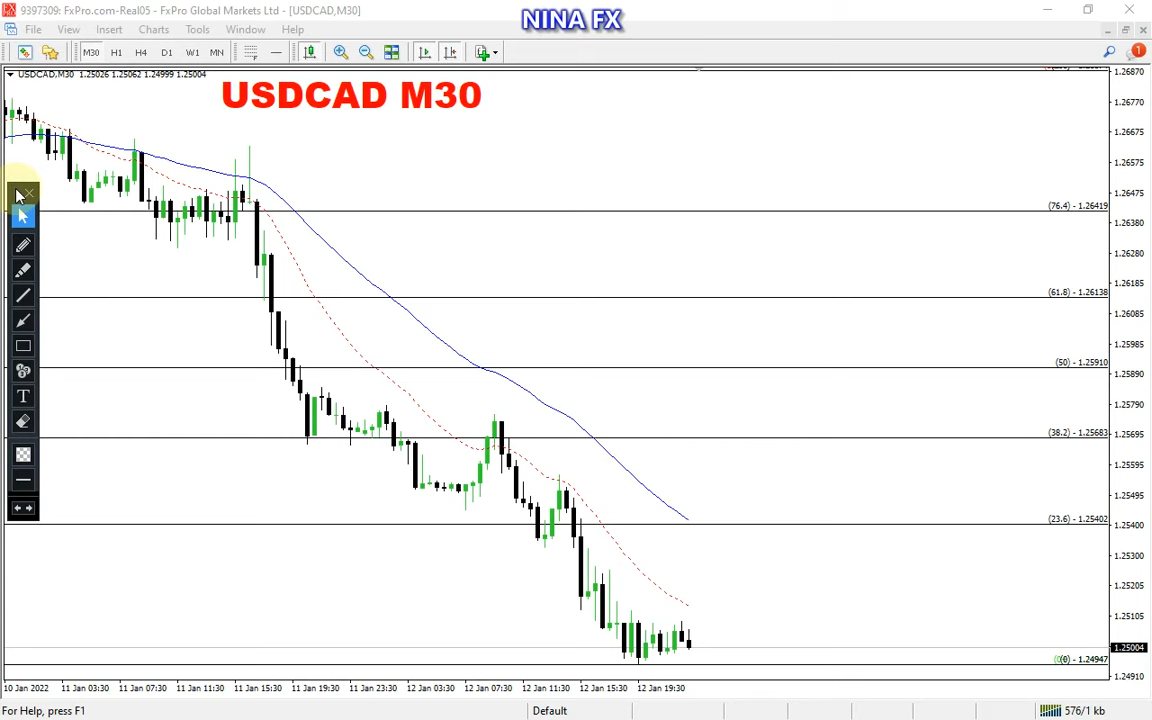 9397309: FxPro.com-Real05 - FxPro Global Markets Ltd - [USDCAD,M30]
NINA FX
File View Insert Charts Tools Window Help
M30 H1 H4 D1 W1 MN
1
USDCAD,M30 1.25026 1.25062 1.24999 1.25004
USDCAD M30
1.26870
1.26770
1.26675
1.26575
1.26475
(76.4) - 1.26419
1.26380
1.26280
(61.8) - 1.26138
1.26185
1.26085
1.25985
(50) - 1.25910
1.25890
1.25790
(38.2) - 1.25683
1.25695
1.25595
T
1.25495
(23.6) - 1.25402
1.25400
1.25300
1.25205
1.25105
1.25004
(0) - 1.24947
1.24910
10 Jan 2022 11 Jan 03:30 11 Jan 07:30 11 Jan 11:30 11 Jan 15:30 11 Jan 19:30 11 Jan 23:30 12 Jan 03:30 12 Jan 07:30 12 Jan 11:30 12 Jan 15:30 12 Jan 19:30
For Help, press F1
Default
576/1 kb